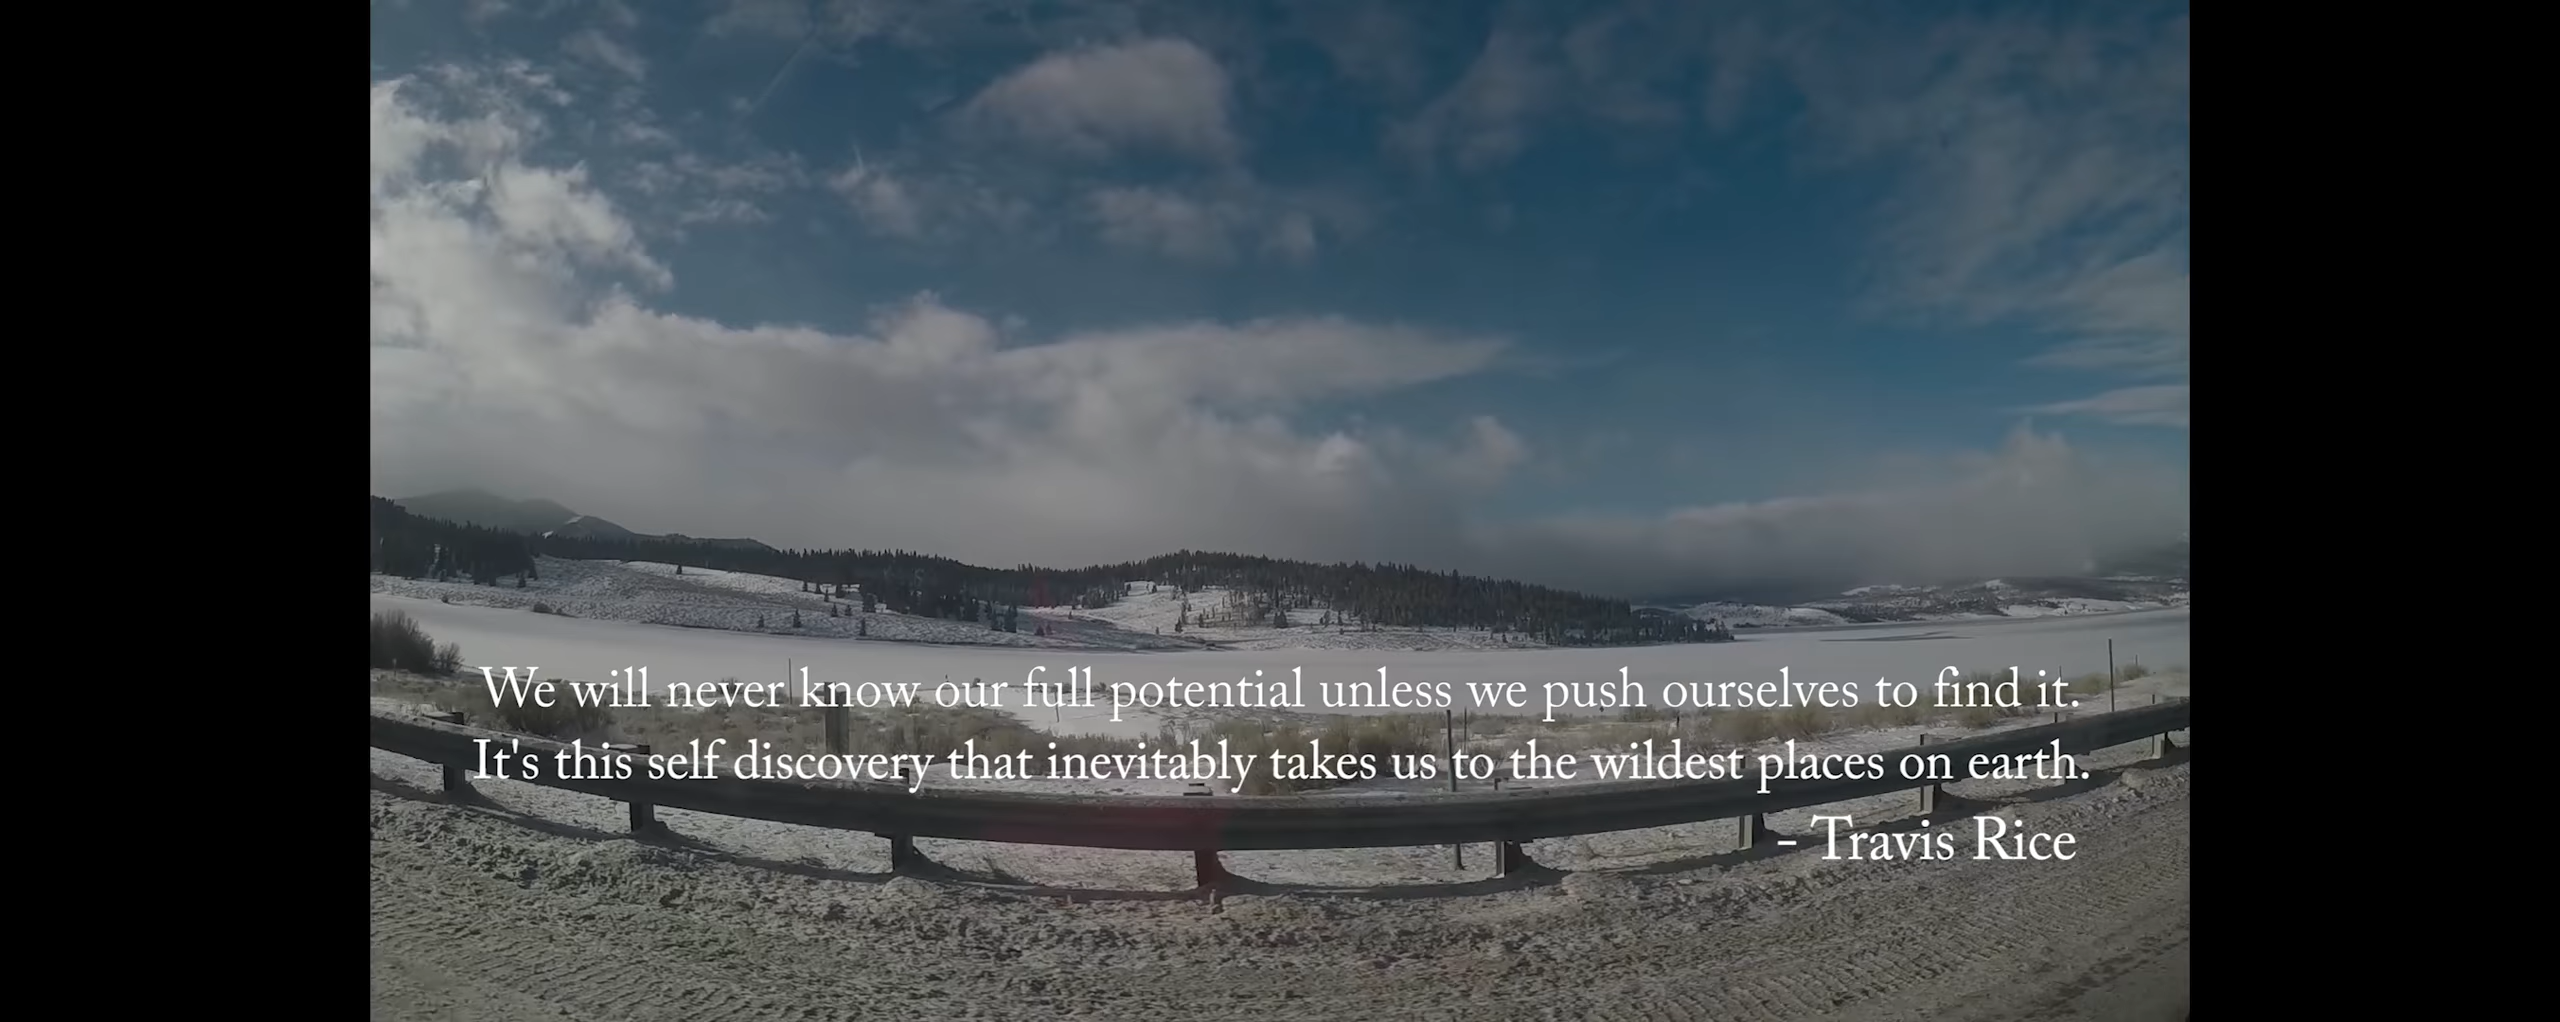 We will never know our full potential unless we push ourselves to find it.
It's this self discovery that inevitably takes us to the wildest places on earth.
- Travis Rice